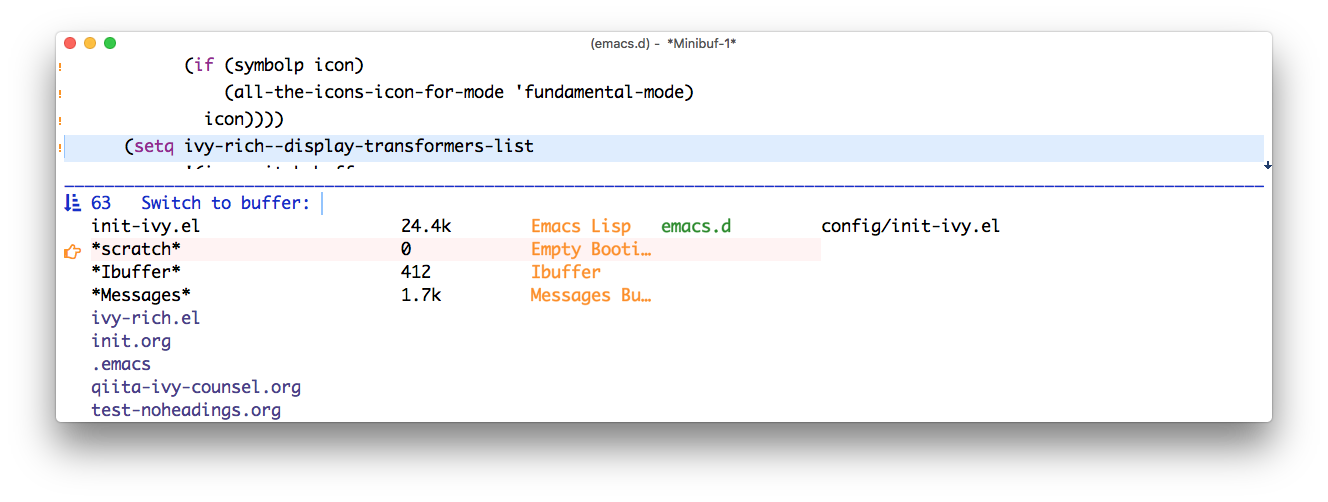 (emacs.d) - *Minibuf-1*
! (if (symbolp icon)
! (all-the-icons-icon-for-mode 'fundamental-mode)
! icon))))
! (setq ivy-rich--display-transformers-list
63 Switch to buffer:
init-ivy.el 24.4k Emacs Lisp emacs.d config/init-ivy.el
*scratch* 0 Empty Booti…
*Ibuffer* 412 Ibuffer
*Messages* 1.7k Messages Bu…
ivy-rich.el
init.org
.emacs
qiita-ivy-counsel.org
test-noheadings.org